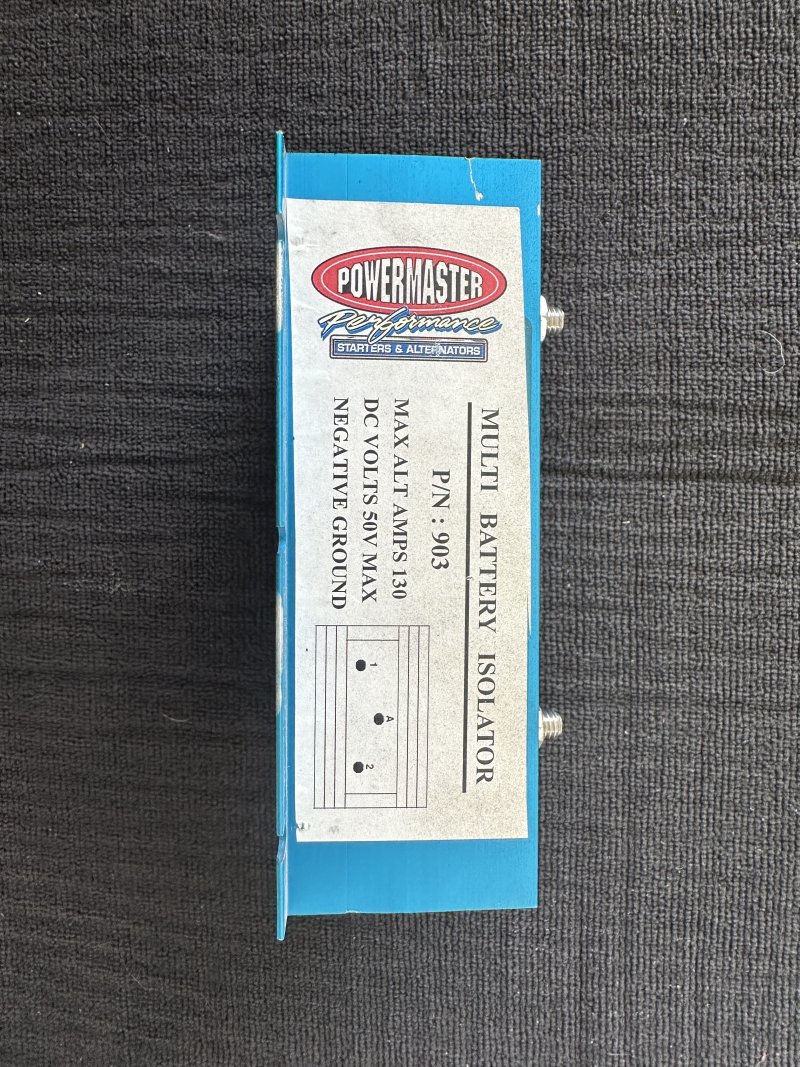 POWERMASTER
Performance
STARTERS & ALTERNATORS
MULTI BATTERY ISOLATOR
P/N : 903
MAX ALT AMPS 130
DC VOLTS 50V MAX
NEGATIVE GROUND
1 A 2